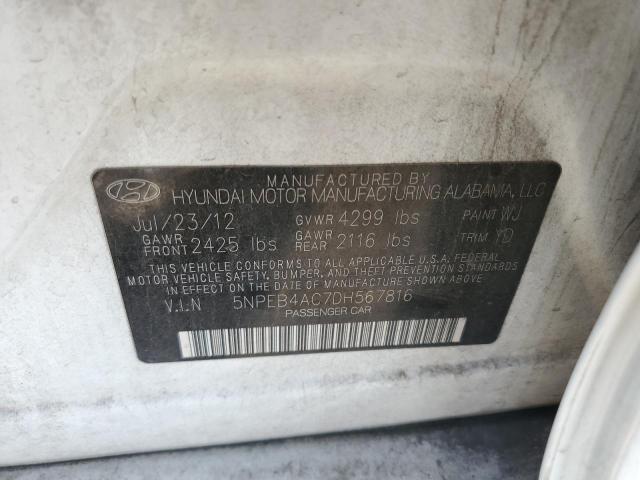 MANUFACTURED BY
HYUNDAI MOTOR MANUFACTURING ALABAMA, LLC
Jul/23/12 GVWR 4299 lbs PAINT WJ
GAWR FRONT 2425 lbs GAWR REAR 2116 lbs TRIM YD
THIS VEHICLE CONFORMS TO ALL APPLICABLE U.S.A. FEDERAL
MOTOR VEHICLE SAFETY, BUMPER, AND THEFT PREVENTION STANDARDS
IN EFFECT ON THE DATE OF MANUFACTURE SHOWN ABOVE
V.I.N 5NPEB4AC7DH567816
PASSENGER CAR